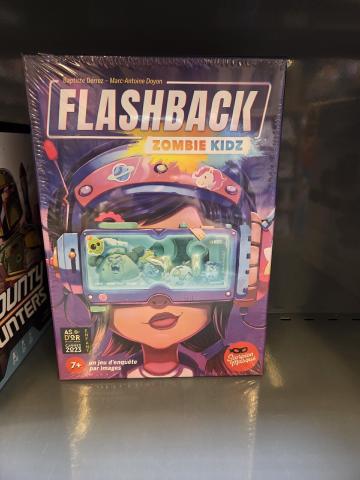 Baptiste Derrez - Marc-Antoine Doyon
FLASHBACK
ZOMBIE KIDZ
AS
D'OR
2023
ENFANT
7+
un jeu d'enquête
par images
Scorpion
Masqué
OUNTY
UNTERS